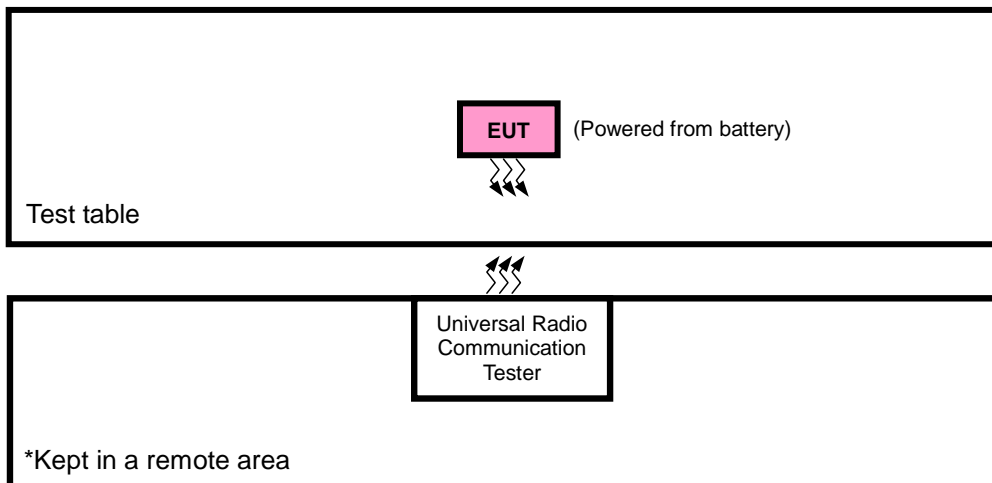 EUT
(Powered from battery)
Test table
Universal Radio
Communication
Tester
*Kept in a remote area